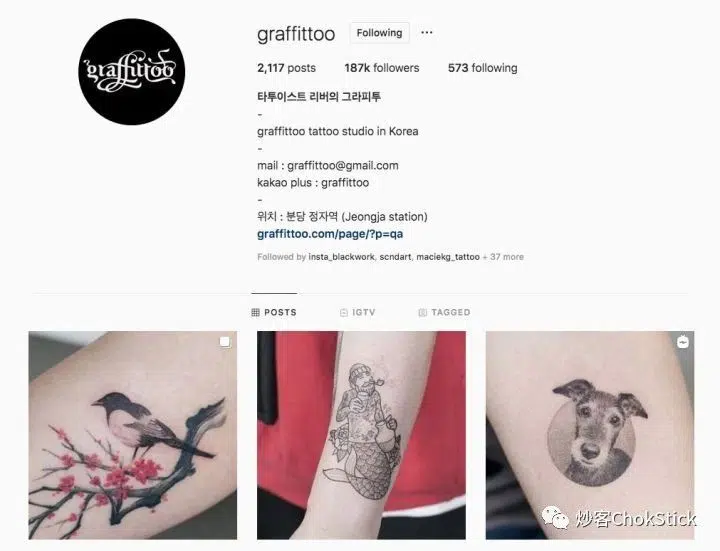 graffittoo
graffittoo Following
2,117 posts 187k followers 573 following
타투이스트 리버의 그라피투
-
graffittoo tattoo studio in Korea
-
mail : graffittoo@gmail.com
kakao plus : graffittoo
-
위치 : 분당 정자역 (Jeongja station)
graffittoo.com/page/?p=qa
Followed by insta_blackwork, scndart, maciekg_tattoo + 37 more
POSTS IGTV TAGGED
炒客ChokStick